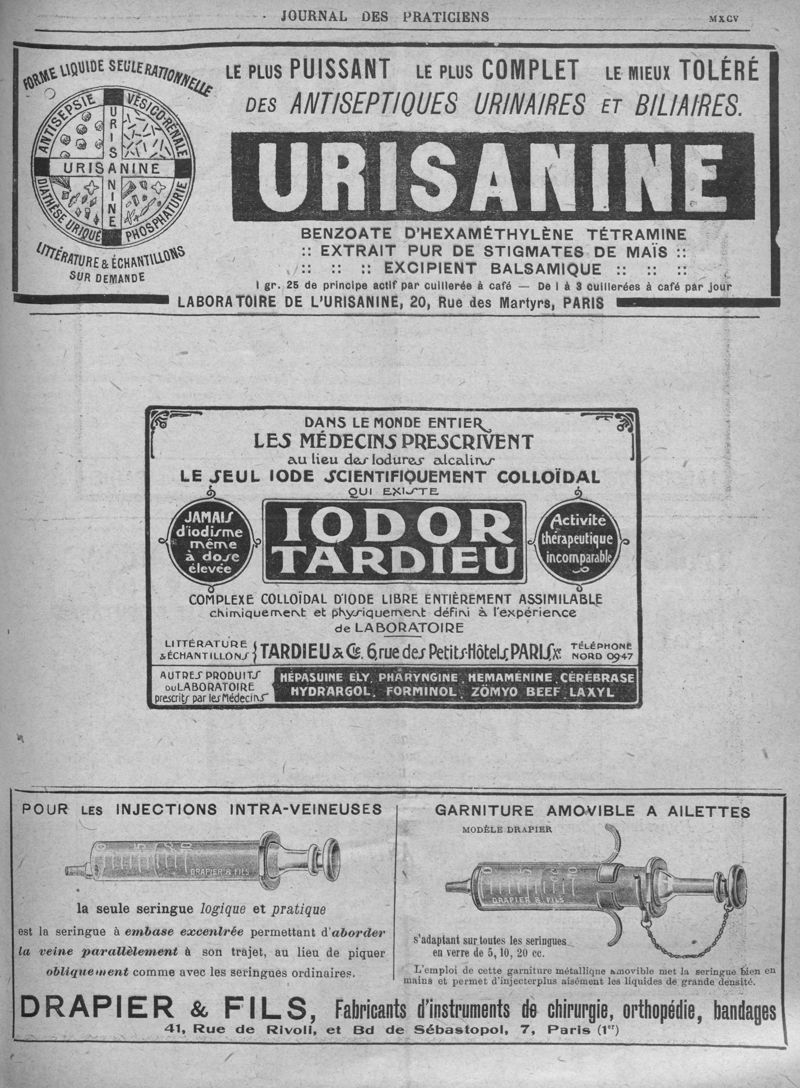 JOURNAL DES PRATICIENS
MXCV
FORME LIQUIDE SEULE RATIONNELLE
ANTISEPSIE VÉSICO-RÉNALE
URISANINE
URISANINE
DIATHÈSE URIQUE PHOSPHATURIE
LITTÉRATURE & ÉCHANTILLONS
SUR DEMANDE
LE PLUS PUISSANT LE PLUS COMPLET LE MIEUX TOLÉRÉ
DES ANTISEPTIQUES URINAIRES ET BILIAIRES.
URISANINE
BENZOATE D'HEXAMÉTHYLÈNE TÉTRAMINE
:: EXTRAIT PUR DE STIGMATES DE MAÏS ::
:: :: :: EXCIPIENT BALSAMIQUE :: :: ::
1 gr. 25 de principe actif par cuillerée à café — De 1 à 3 cuillerées à café par jour
LABORATOIRE DE L'URISANINE, 20, Rue des Martyrs, PARIS
DANS LE MONDE ENTIER
LES MÉDECINS PRESCRIVENT
au lieu des Iodures alcalins
LE SEUL IODE SCIENTIFIQUEMENT COLLOÏDAL
QUI EXISTE
JAMAIS
d'iodisme
même
à dose
élevée
IODOR
TARDIEU
Activité
thérapeutique
incomparable
COMPLEXE COLLOÏDAL D'IODE LIBRE ENTIÈREMENT ASSIMILABLE
chimiquement et physiquement défini à l'expérience
de LABORATOIRE
LITTÉRATURE
& ÉCHANTILLONS
TARDIEU & Cie. 6, rue des Petits-Hôtels, PARIS Xe.
TÉLÉPHONE
NORD 0947
AUTRES PRODUITS
DU LABORATOIRE
prescrits par les Médecins
HÉPASUINE ELY, PHARYNGINE, HEMAMÉNINE, CÉRÉBRASE
HYDRARGOL, FORMINOL, ZÖMYO BEEF, LAXYL
POUR LES INJECTIONS INTRA-VEINEUSES
DRAPIER & FILS
la seule seringue logique et pratique
est la seringue à embase excentrée permettant d'aborder
la veine parallèlement à son trajet, au lieu de piquer
obliquement comme avec les seringues ordinaires.
GARNITURE AMOVIBLE A AILETTES
MODÈLE DRAPIER
DRAPIER & FILS
s'adaptant sur toutes les seringues
en verre de 5, 10, 20 cc.
L'emploi de cette garniture métallique amovible met la seringue bien en
mains et permet d'injecterplus aisément les liquides de grande densité.
DRAPIER & FILS, Fabricants d'instruments de chirurgie, orthopédie, bandages
41, Rue de Rivoli, et Bd de Sébastopol, 7, Paris (1er)